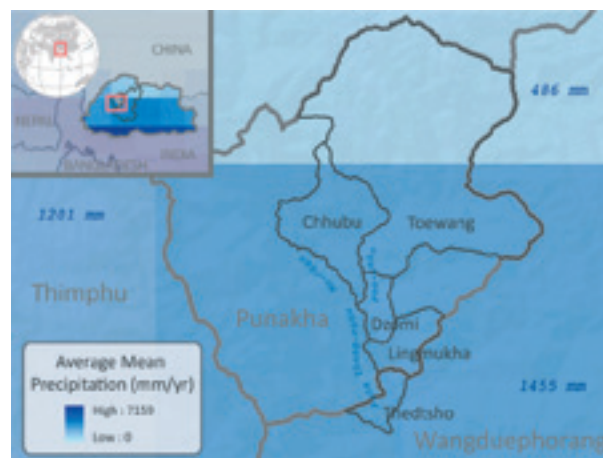 CHINA
NEPAL
INDIA
BANGLADESH
486 mm
1201 mm
Chhubu
Toewang
Thimphu
Punakha
Dzomi
Lingmukha
Average Mean
Precipitation (mm/yr)
High : 7159
Low : 0
1455 mm
Thedtsho
Wangduephorang